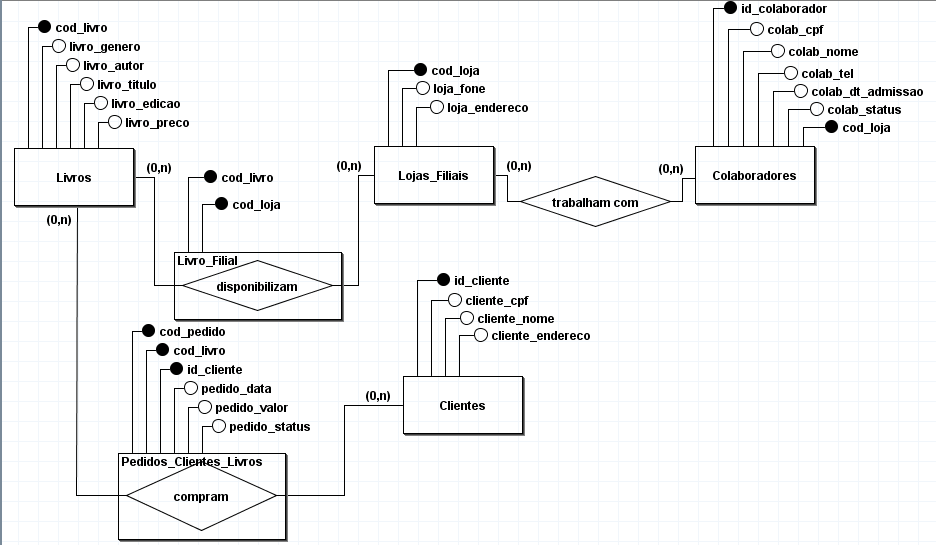 cod_livro
livro_genero
livro_autor
livro_titulo
livro_edicao
livro_preco
Livros
(0,n)
(0,n)
cod_livro
cod_loja
Livro_Filial
disponibilizam
(0,n)
cod_loja
loja_fone
loja_endereco
Lojas_Filiais
(0,n)
trabalham com
(0,n)
id_colaborador
colab_cpf
colab_nome
colab_tel
colab_dt_admissao
colab_status
cod_loja
Colaboradores
cod_pedido
cod_livro
id_cliente
pedido_data
pedido_valor
pedido_status
Pedidos_Clientes_Livros
compram
(0,n)
id_cliente
cliente_cpf
cliente_nome
cliente_endereco
Clientes